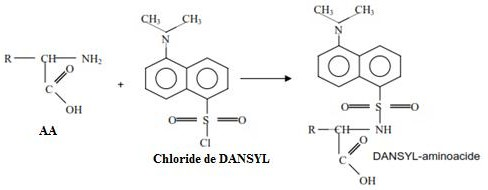 CH₃ CH₃
N
CH₃ CH₃
N
R — CH — NH₂
C
O
OH
+
O = S = O
Cl
O = S = O
R — CH — NH
C
O
OH
AA
Chloride de DANSYL
DANSYL-aminoacide